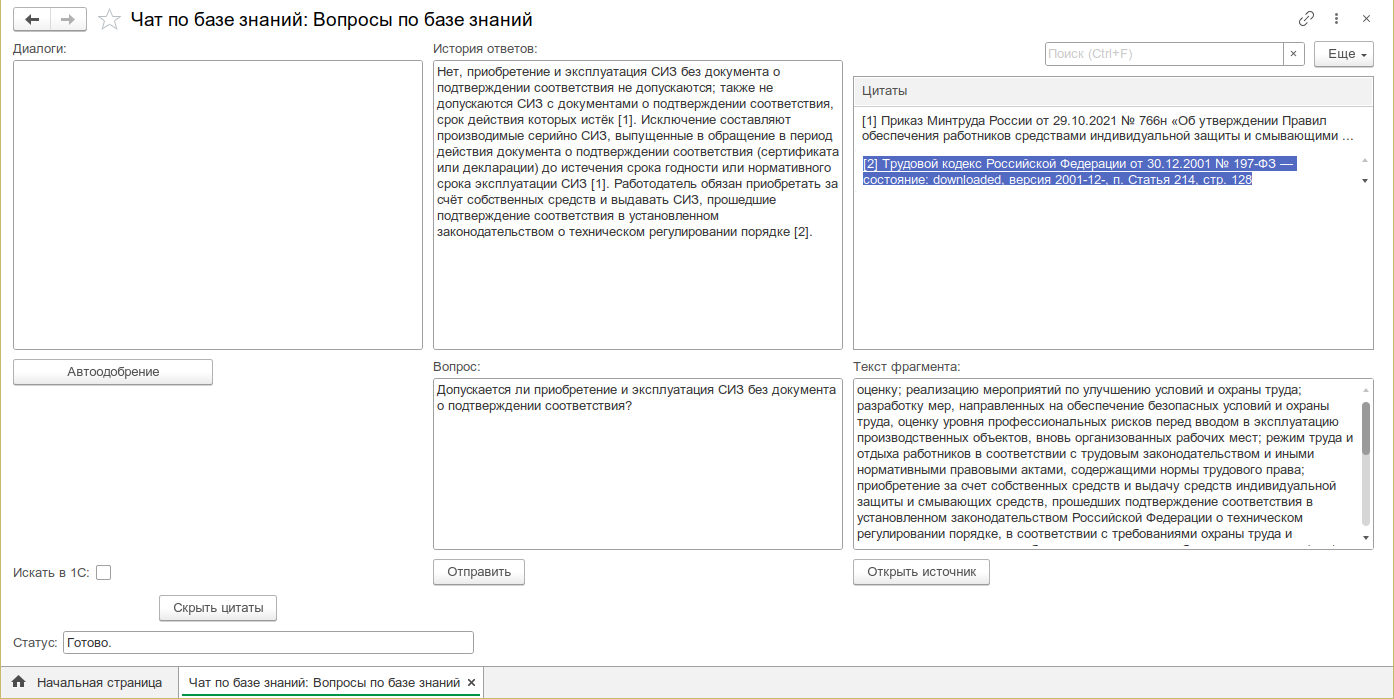 Чат по базе знаний: Вопросы по базе знаний
Диалоги:
История ответов:
Поиск (Ctrl+F)
×
Еще
Нет, приобретение и эксплуатация СИЗ без документа о
подтверждении соответствия не допускаются; также не
допускаются СИЗ с документами о подтверждении соответствия,
срок действия которых истёк [1]. Исключение составляют
производимые серийно СИЗ, выпущенные в обращение в период
действия документа о подтверждении соответствия (сертификата
или декларации) до истечения срока годности или нормативного
срока эксплуатации СИЗ [1]. Работодатель обязан приобретать за
счёт собственных средств и выдавать СИЗ, прошедшие
подтверждение соответствия в установленном
законодательством о техническом регулировании порядке [2].
Цитаты
[1] Приказ Минтруда России от 29.10.2021 № 766н «Об утверждении Правил
обеспечения работников средствами индивидуальной защиты и смывающими ...
[2] Трудовой кодекс Российской Федерации от 30.12.2001 № 197-ФЗ —
состояние: downloaded, версия 2001-12-, п. Статья 214, стр. 128
Автоодобрение
Вопрос:
Допускается ли приобретение и эксплуатация СИЗ без документа
о подтверждении соответствия?
Текст фрагмента:
оценку; реализацию мероприятий по улучшению условий и охраны труда;
разработку мер, направленных на обеспечение безопасных условий и охраны
труда, оценку уровня профессиональных рисков перед вводом в эксплуатацию
производственных объектов, вновь организованных рабочих мест; режим труда и
отдыха работников в соответствии с трудовым законодательством и иными
нормативными правовыми актами, содержащими нормы трудового права;
приобретение за счет собственных средств и выдачу средств индивидуальной
защиты и смывающих средств, прошедших подтверждение соответствия в
установленном законодательством Российской Федерации о техническом
регулировании порядке, в соответствии с требованиями охраны труда и
Искать в 1С:
Отправить
Открыть источник
Скрыть цитаты
Статус:
Готово.
Начальная страница
Чат по базе знаний: Вопросы по базе знаний ×